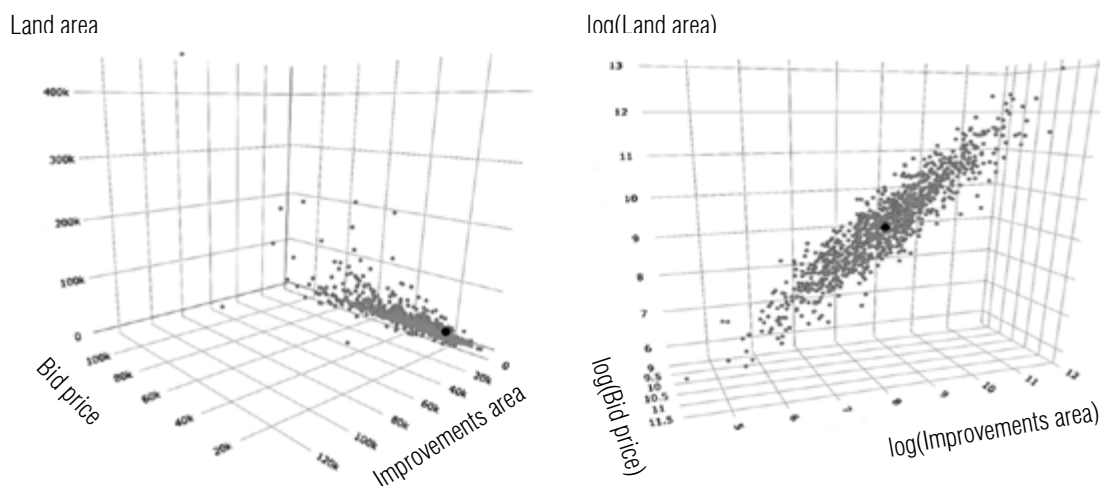 Land area
400k
300k
200k
100k
0
100k
80k
60k
40k
20k
Bid price
0
20k
40k
60k
80k
100k
120k
Improvements area
log(Land area)
13
12
11
10
9
8
7
6
9
9.5
10
10.5
11
11.5
log(Bid price)
5
6
7
8
9
10
11
12
log(Improvements area)